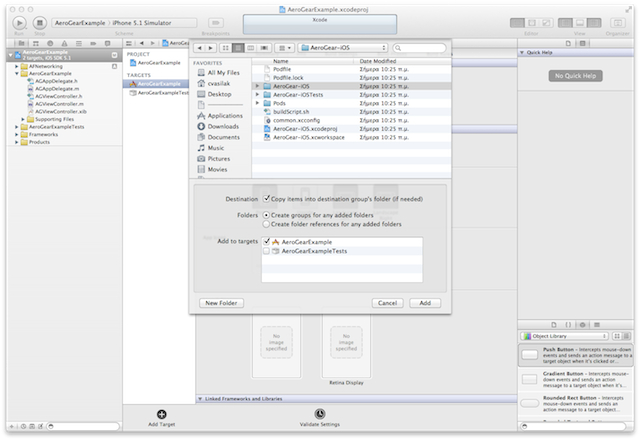 AeroGearExample.xcodeproj
AeroGearExample
iPhone 5.1 Simulator
Xcode
Run
Stop
Scheme
Breakpoints
Editor
View
Organizer
AeroGearExample
2 targets, iOS SDK 5.1
AFNetworking
AeroGearExample
AGAppDelegate.h
AGAppDelegate.m
AGViewController.h
AGViewController.m
AGViewController.xib
Supporting Files
AeroGearExampleTests
Frameworks
Products
PROJECT
AeroGearExample
TARGETS
AeroGearExample
AeroGearExampleTests
AeroGear-iOS
FAVORITES
All My Files
cvasilak
Desktop
Applications
Downloads
Documents
Music
Pictures
Movies
Name
Date Modified
Podfile
Σήμερα 10:25 π.μ.
Podfile.lock
Σήμερα 10:25 π.μ.
AeroGear-iOS
Σήμερα 10:25 π.μ.
AeroGear-iOSTests
Σήμερα 10:25 π.μ.
Pods
Σήμερα 10:25 π.μ.
buildScript.sh
Σήμερα 10:25 π.μ.
common.xcconfig
Σήμερα 10:25 π.μ.
AeroGear-iOS.xcodeproj
Σήμερα 10:25 π.μ.
AeroGear-iOS.xcworkspace
Σήμερα 10:25 π.μ.
Destination
Copy items into destination group's folder (if needed)
Folders
Create groups for any added folders
Create folder references for any added folders
Add to targets
AeroGearExample
AeroGearExampleTests
New Folder
Cancel
Add
No image specified
No image specified
Retina Display
Linked Frameworks and Libraries
Add Target
Validate Settings
Quick Help
No Quick Help
Object Library
Push Button - Intercepts mouse-down events and sends an action message to a target object when it's clicked or...
Gradient Button - Intercepts mouse-down events and sends an action message to a target object...
Rounded Rect Button - Intercepts mouse-down events and sends an action message to a target object...